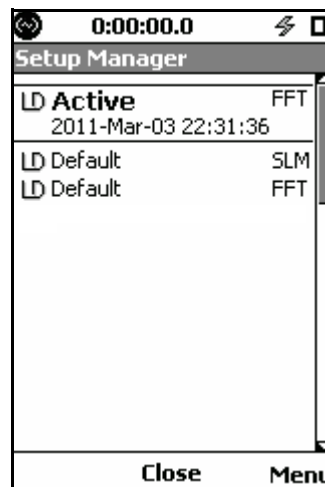 0:00:00.0
Setup Manager
LD Active FFT
2011-Mar-03 22:31:36
LD Default SLM
LD Default FFT
Close Menu